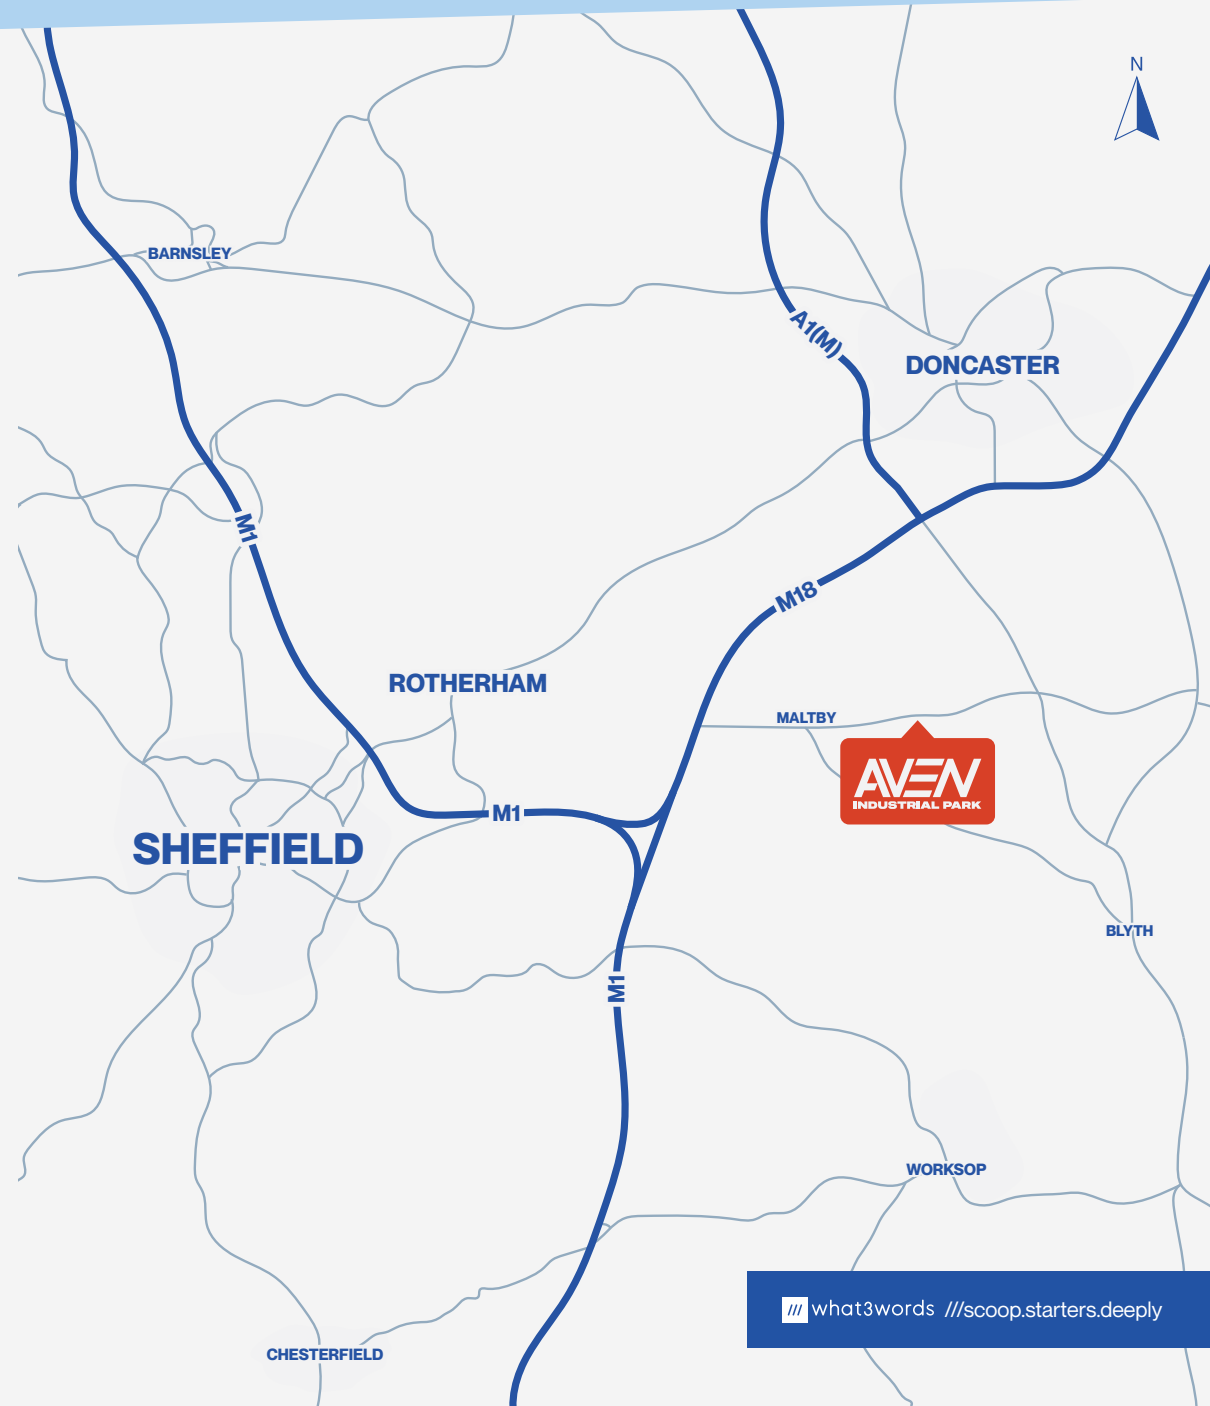 N
BARNSLEY
A1(M)
DONCASTER
M1
M18
ROTHERHAM
MALTBY
AVEN
INDUSTRIAL PARK
M1
SHEFFIELD
BLYTH
M1
WORKSOP
/// what3words ///scoop.starters.deeply
CHESTERFIELD